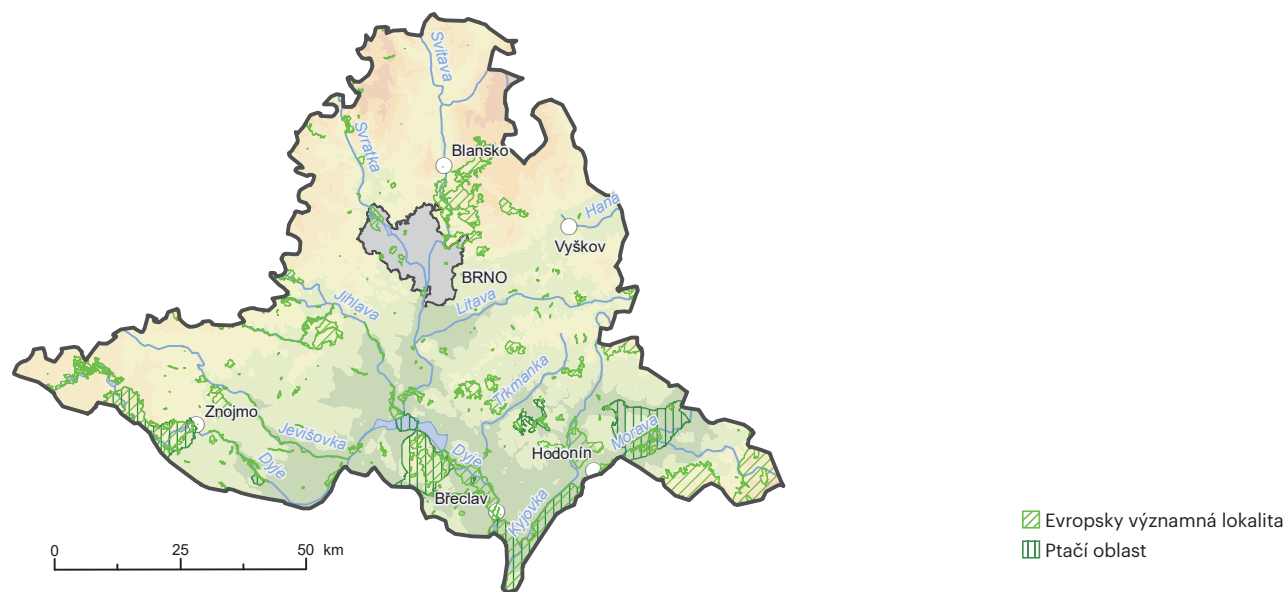 Svitava
Svratka
Blansko
Haná
Vyškov
BRNO
Jihlava
Litava
Trkmanka
Znojmo
Jevišovka
Dyje
Dyje
Hodonín
Morava
Břeclav
Kyjovka
0 25 50 km
Evropsky významná lokalita
Ptačí oblast